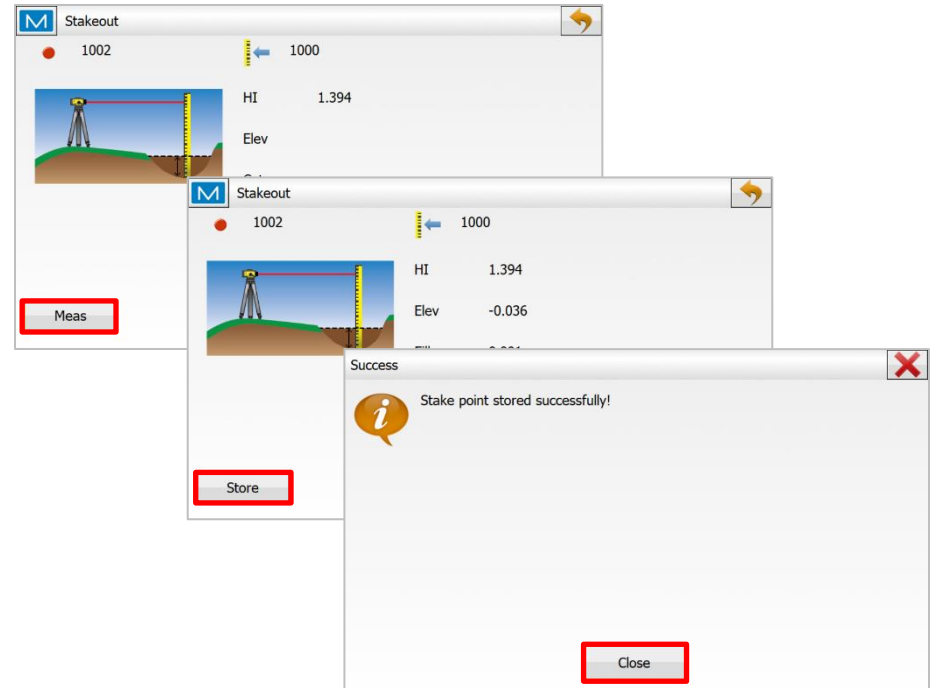 Stakeout
1002 1000
HI 1.394
Elev
Meas
Stakeout
1002 1000
HI 1.394
Elev -0.036
Store
Success
Stake point stored successfully!
Close